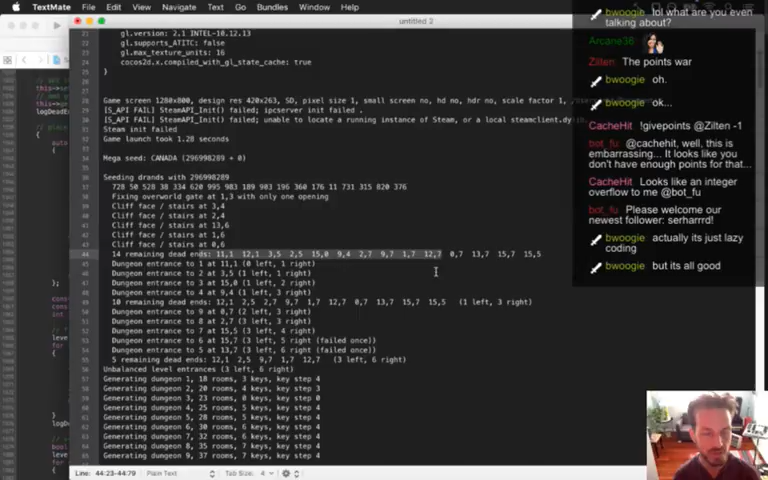 TextMate File Edit View Navigate Text Go Bundles Window Help
untitled 2
21 gl.version: 2.1 INTEL-10.12.13
gl.supports_ATITC: false
gl.max_texture_units: 16
cocos2d.x.compiled_with_gl_state_cache: true
}
Game screen 1280x800, design res 420x263, SD, pixel size 1, small screen no, hd no, hdr no, scale factor 1,
[S_API FAIL] SteamAPI_Init() failed; ipcserver init failed .
[S_API FAIL] SteamAPI_Init() failed; unable to locate a running instance of Steam, or a local steamclient.dylib.
Steam init failed
Game launch took 1.28 seconds
Mega seed: CANADA (296998289 + 0)
Seeding drands with 296998289
728 50 528 38 334 620 995 983 189 903 196 360 176 11 731 315 820 376
Fixing overworld gate at 1,3 with only one opening
Cliff face / stairs at 3,4
Cliff face / stairs at 2,4
Cliff face / stairs at 13,6
Cliff face / stairs at 1,6
Cliff face / stairs at 0,6
44 14 remaining dead ends: 11,1 12,1 3,5 2,5 15,0 9,4 2,7 9,7 1,7 12,7 0,7 13,7 15,7 15,5
Dungeon entrance to 1 at 11,1 (0 left, 1 right)
Dungeon entrance to 2 at 3,5 (1 left, 1 right)
Dungeon entrance to 3 at 15,0 (1 left, 2 right)
Dungeon entrance to 4 at 9,4 (1 left, 3 right)
10 remaining dead ends: 12,1 2,5 2,7 9,7 1,7 12,7 0,7 13,7 15,7 15,5 (1 left, 3 right)
Dungeon entrance to 9 at 0,7 (2 left, 3 right)
Dungeon entrance to 8 at 2,7 (3 left, 3 right)
Dungeon entrance to 7 at 15,5 (3 left, 4 right)
Dungeon entrance to 6 at 15,7 (3 left, 5 right (failed once))
Dungeon entrance to 5 at 13,7 (3 left, 6 right (failed once))
5 remaining dead ends: 12,1 2,5 9,7 1,7 12,7 (3 left, 6 right)
Unbalanced level entrances (3 left, 6 right)
Generating dungeon 1, 18 rooms, 3 keys, key step 4
Generating dungeon 2, 20 rooms, 4 keys, key step 3
Generating dungeon 3, 23 rooms, 0 keys, key step 0
Generating dungeon 4, 25 rooms, 5 keys, key step 4
Generating dungeon 5, 28 rooms, 5 keys, key step 4
Generating dungeon 6, 30 rooms, 6 keys, key step 4
Generating dungeon 7, 32 rooms, 6 keys, key step 4
Generating dungeon 8, 35 rooms, 7 keys, key step 4
Generating dungeon 9, 37 rooms, 7 keys, key step 4
Line: 44:23-44:79 Plain Text Tab Size: 4
bwoogie lol what are you even
talking about?
Arcane36
Zilten The points war
bwoogie oh.
bwoogie ok...
CacheHit !givepoints @Zilten -1
bot_fu @cachehit, well, this is
embarrassing... It looks like you
don't have enough points for that...
CacheHit Looks like an integer
overflow to me @bot_fu
bot_fu Please welcome our
newest follower: serharrrd!
bwoogie actually its just lazy
coding
bwoogie but its all good